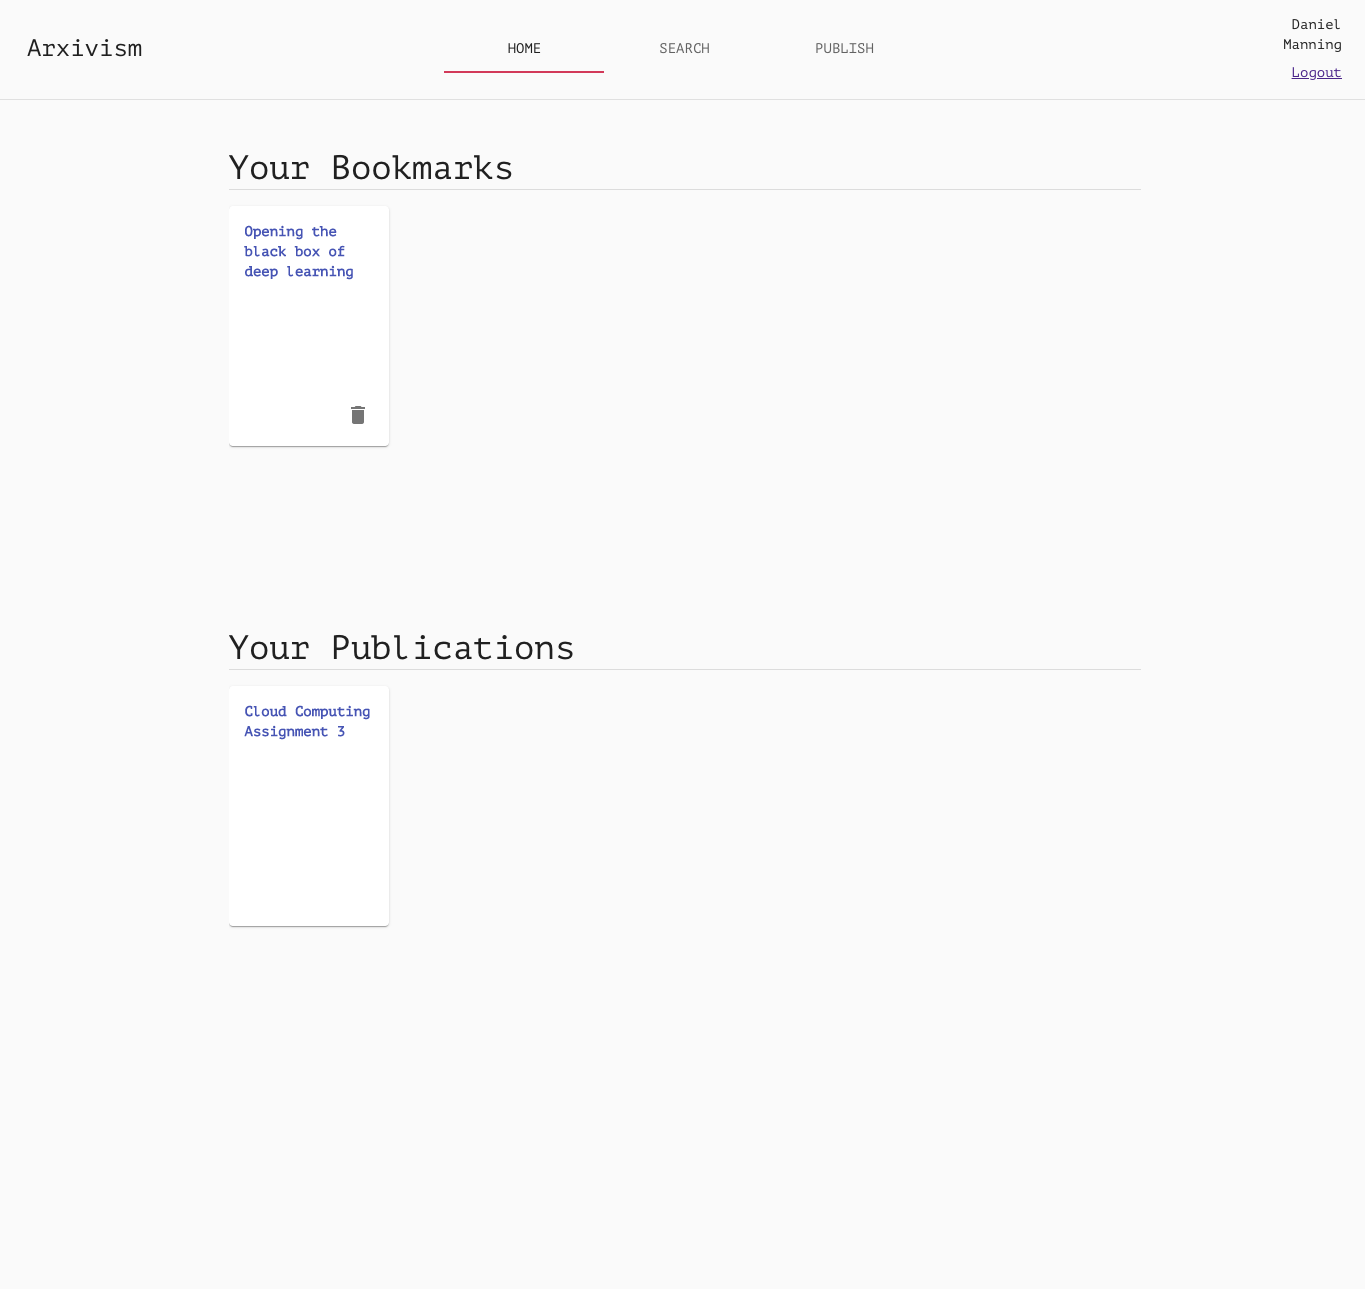 Arxivism
HOME
SEARCH
PUBLISH
Daniel
Manning
Logout
Your Bookmarks
Opening the
black box of
deep learning
Your Publications
Cloud Computing
Assignment 3